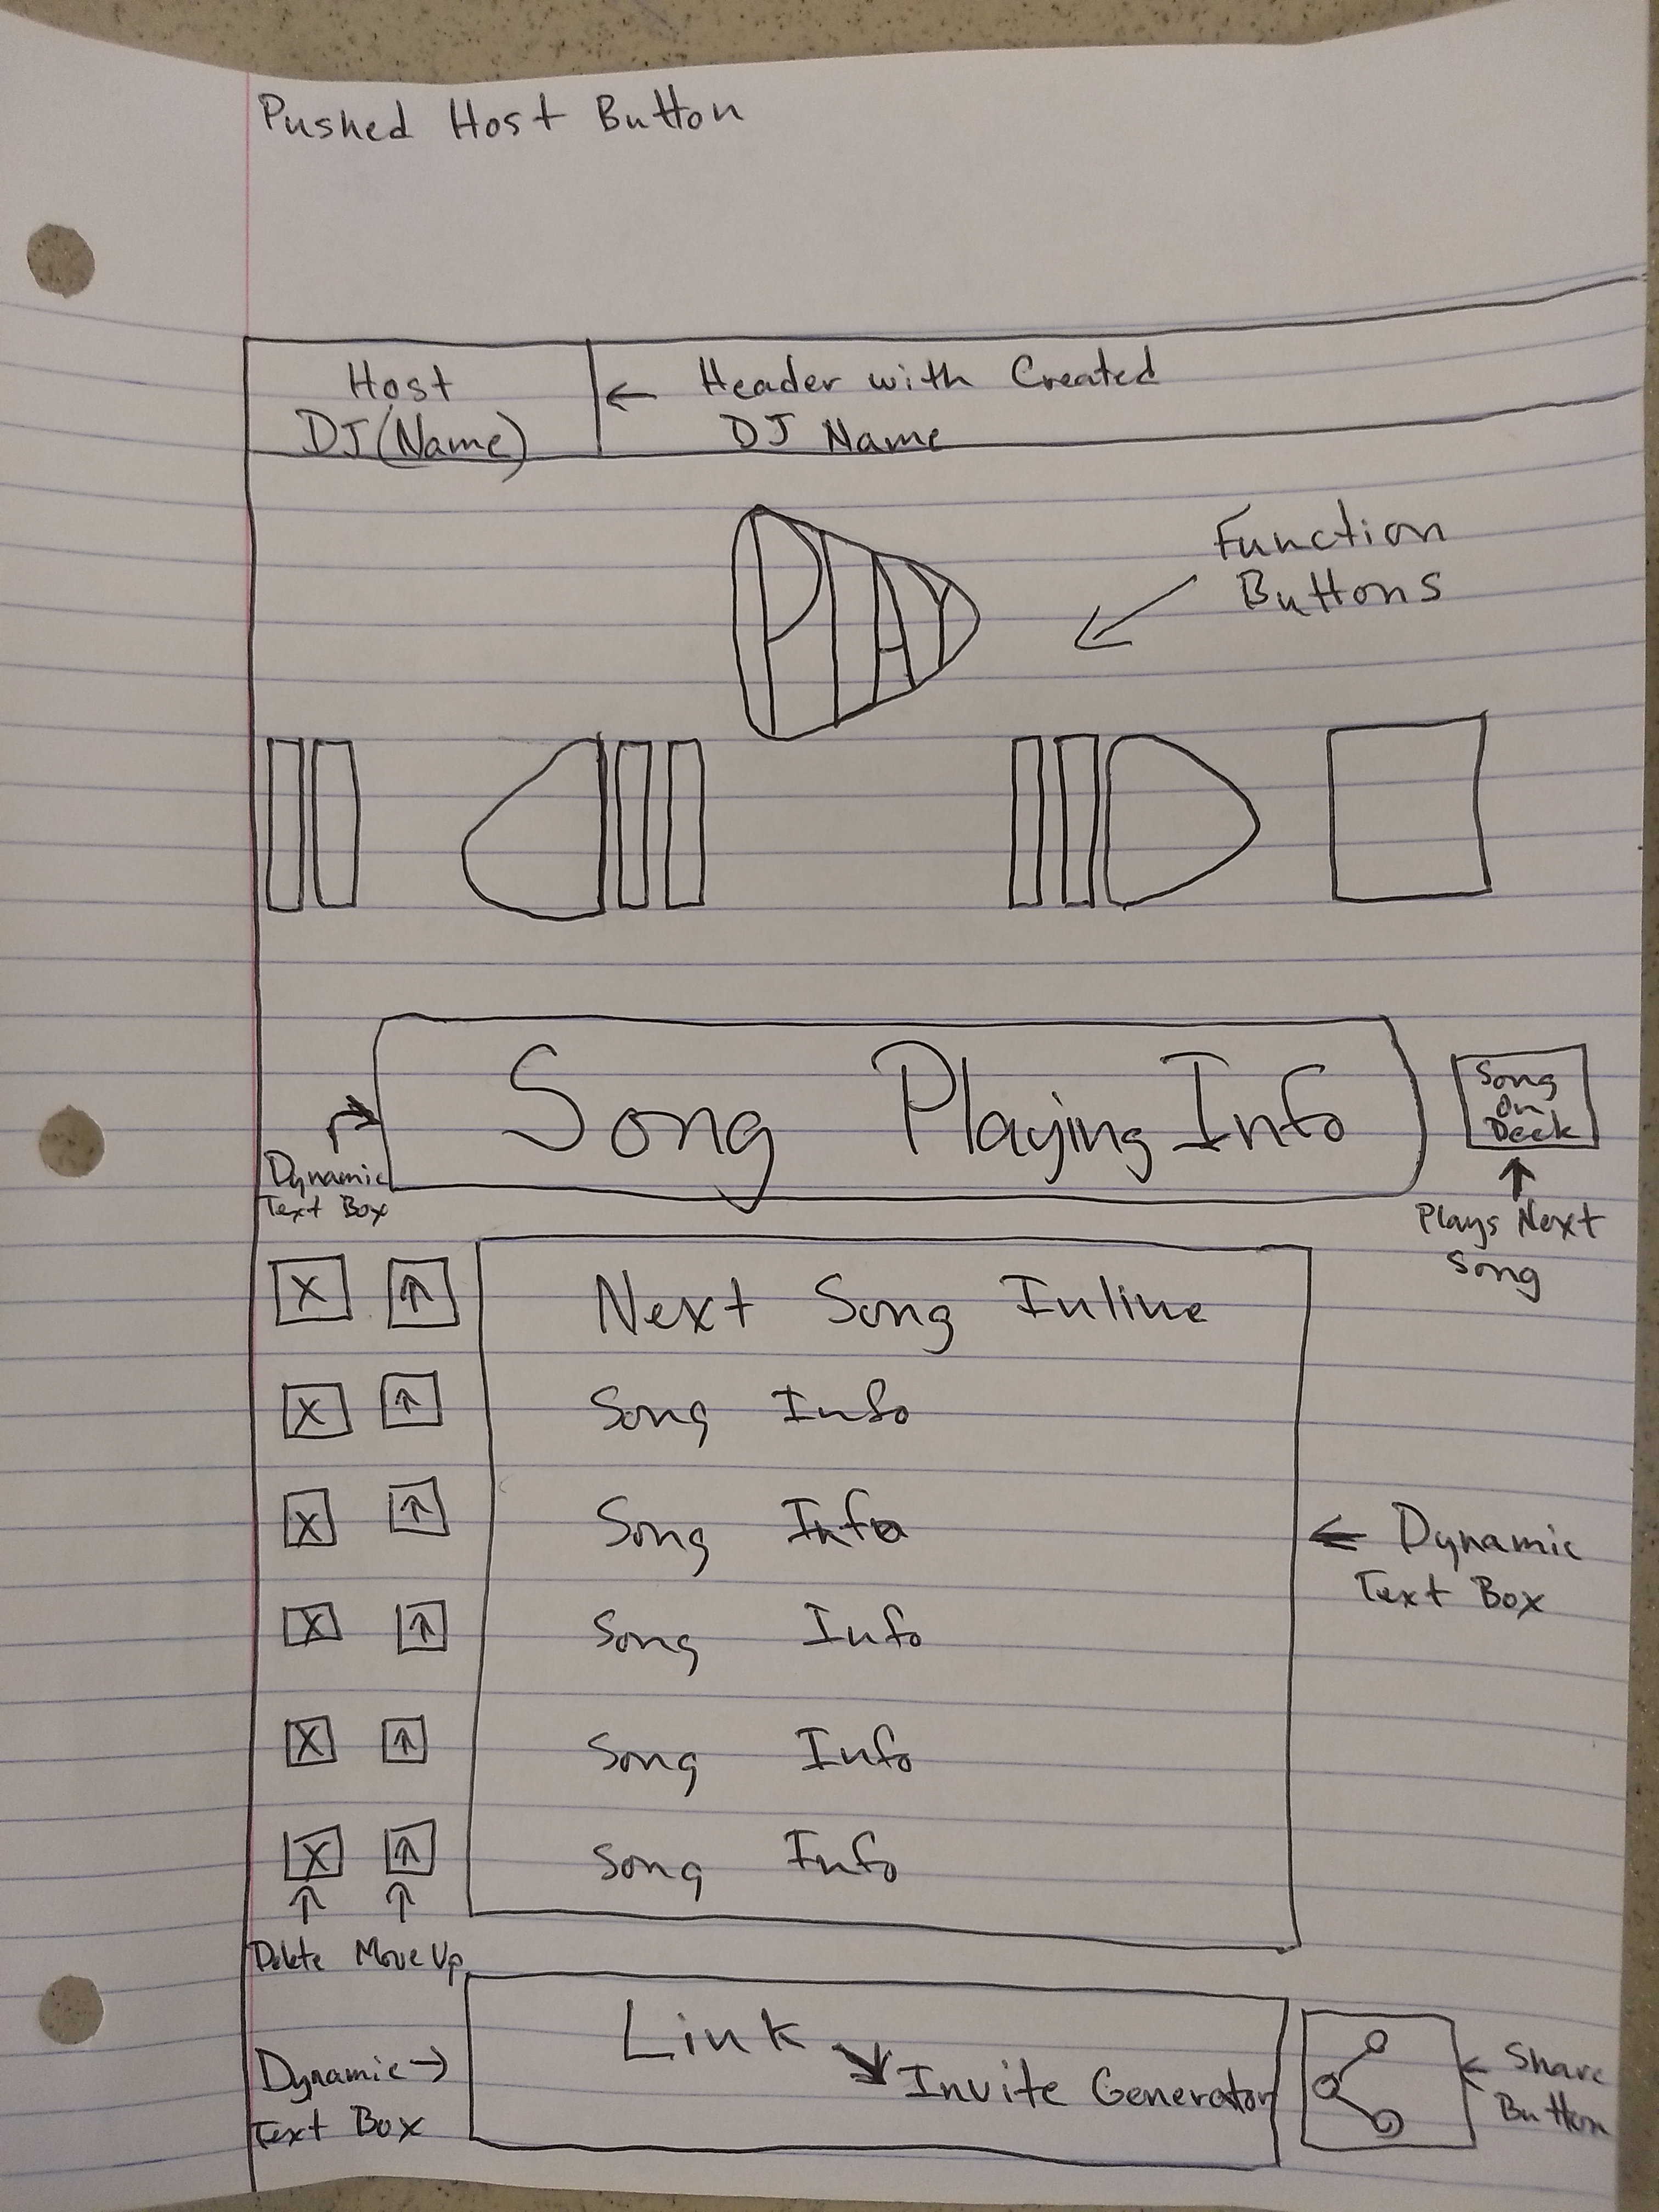 Pushed Host Button
Host
DJ(Name)
← Header with Created
DJ Name
PLAY
Function
Buttons
Song Playing Info
Song
On
Deck
Dynamic
Text Box
Plays Next
Song
X ↑ Next Song Inline
X ↑ Song Info
X ↑ Song Info
← Dynamic
Text Box
X ↑ Song Info
X ↑ Song Info
X ↑ Song Info
↑ ↑
Delete Move Up
Link
Invite Generator
Dynamic →
Text Box
← Share
Button